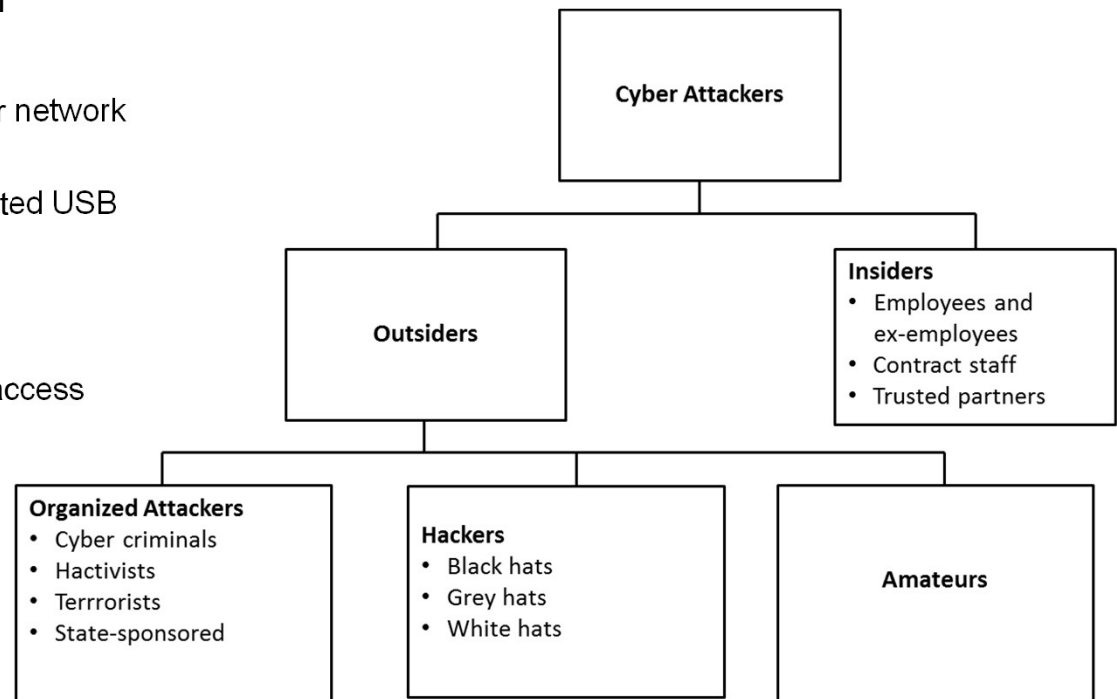 r network
ted USB
access
Cyber Attackers
Outsiders
Insiders
• Employees and
ex-employees
• Contract staff
• Trusted partners
Organized Attackers
• Cyber criminals
• Hactivists
• Terrrorists
• State-sponsored
Hackers
• Black hats
• Grey hats
• White hats
Amateurs